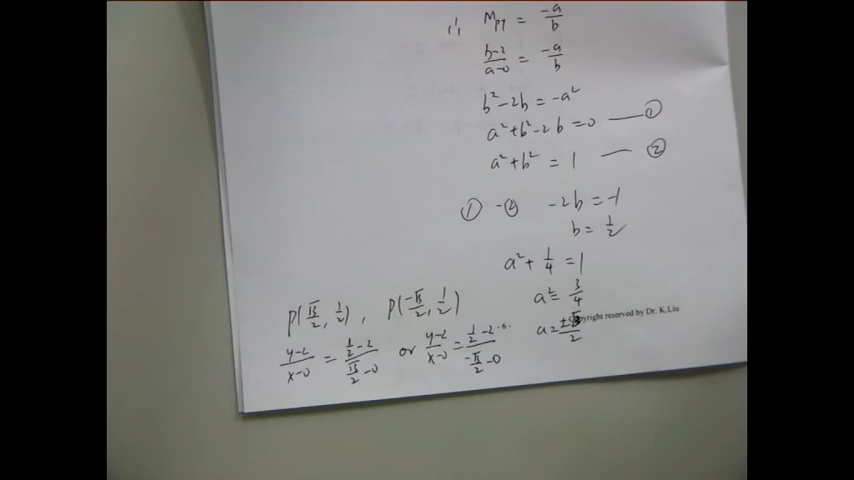 ∴ M_PQ = -a/b
(b-2)/(a-0) = -a/b
b² - 2b = -a²
a² + b² - 2b = 0 —— ①
a² + b² = 1 —— ②
① - ② -2b = -1
b = 1/2
a² + 1/4 = 1
a² = 3/4
a = ±√3/2
Copyright reserved by Dr. K.Liu
P(√3/2, 1/2), P(-√3/2, 1/2)
(y-2)/(x-0) = (1/2 - 2)/(√3/2 - 0) or (y-2)/(x-0) = (1/2 - 2)/(-√3/2 - 0)
-6-